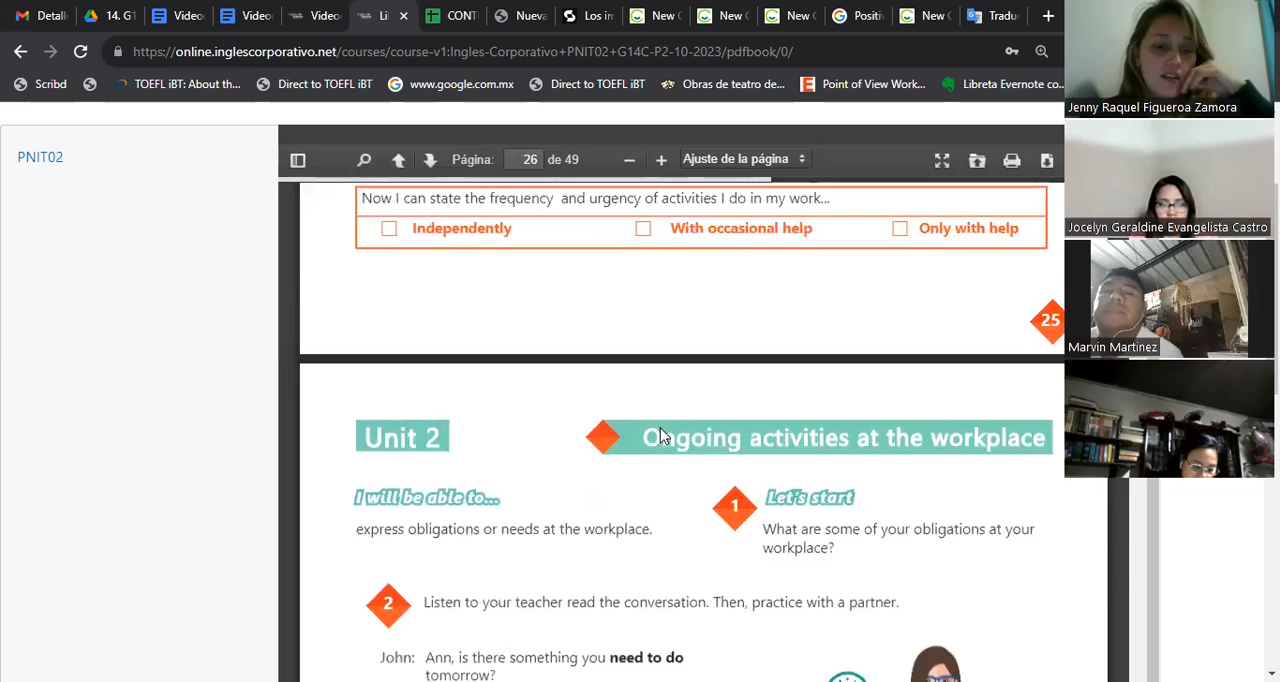 Detall
14. G1
Videoc
Videoc
Videoc
Li
CONT
Nueva
Los im
New C
New C
New C
Positiv
New C
Tradu
https://online.inglescorporativo.net/courses/course-v1:Ingles-Corporativo+PNIT02+G14C-P2-10-2023/pdfbook/0/
Scribd
TOEFL iBT: About th...
Direct to TOEFL iBT
www.google.com.mx
Direct to TOEFL iBT
Obras de teatro de...
Point of View Work...
Libreta Evernote co...
Jenny Raquel Figueroa Zamora
Jocelyn Geraldine Evangelista Castro
Marvin Martinez
PNIT02
Página: 26 de 49
Ajuste de la página
Now I can state the frequency and urgency of activities I do in my work...
Independently With occasional help Only with help
25
Unit 2
Ongoing activities at the workplace
I will be able to...
express obligations or needs at the workplace.
1 Let's start
What are some of your obligations at your
workplace?
2 Listen to your teacher read the conversation. Then, practice with a partner.
John: Ann, is there something you need to do
tomorrow?